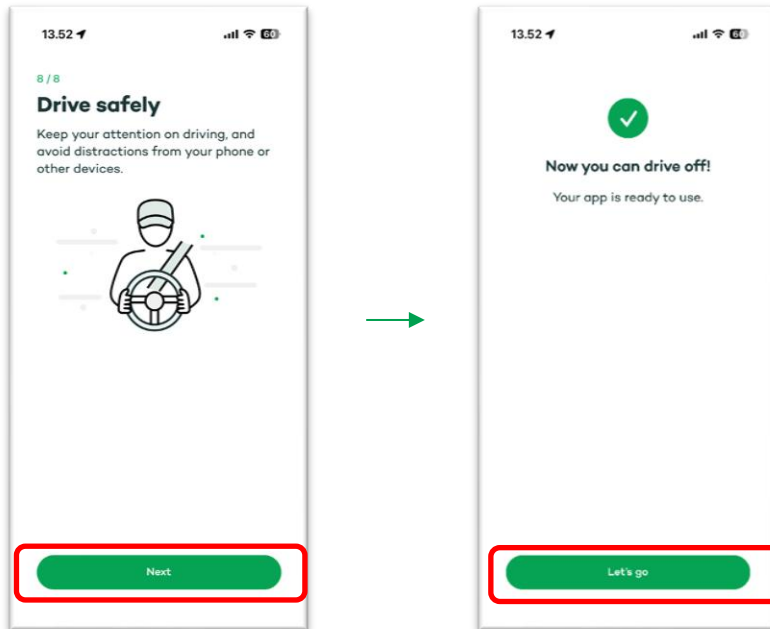 13.52
60
8/8
Drive safely
Keep your attention on driving, and
avoid distractions from your phone or
other devices.
Next
13.52
60
Now you can drive off!
Your app is ready to use.
Let's go